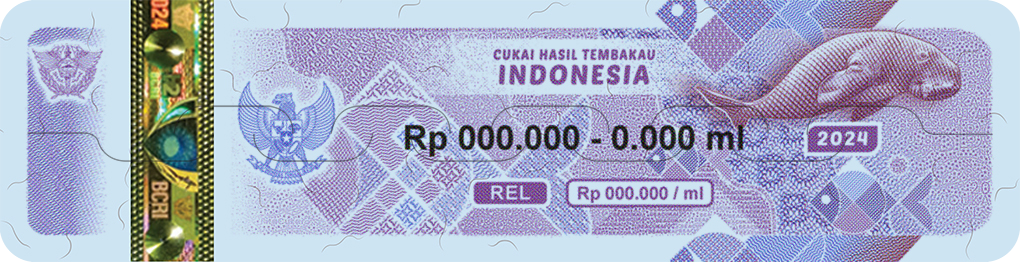 2024
BCRI
CUKAI HASIL TEMBAKAU
INDONESIA
Rp 000.000 - 0.000 ml
2024
REL
Rp 000.000 / ml